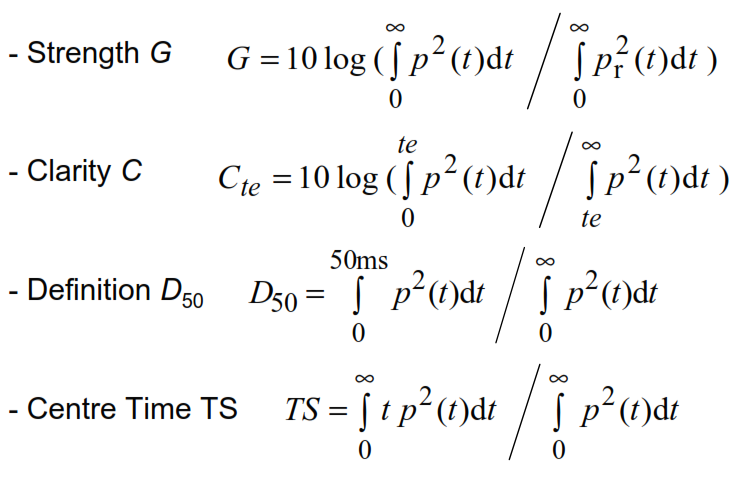 - Strength G    G = 10 log ( ∫₀^∞ p²(t)dt / ∫₀^∞ pᵣ²(t)dt )
- Clarity C    C_te = 10 log ( ∫₀^te p²(t)dt / ∫_te^∞ p²(t)dt )
- Definition D₅₀    D₅₀ = ∫₀^50ms p²(t)dt / ∫₀^∞ p²(t)dt
- Centre Time TS    TS = ∫₀^∞ t p²(t)dt / ∫₀^∞ p²(t)dt